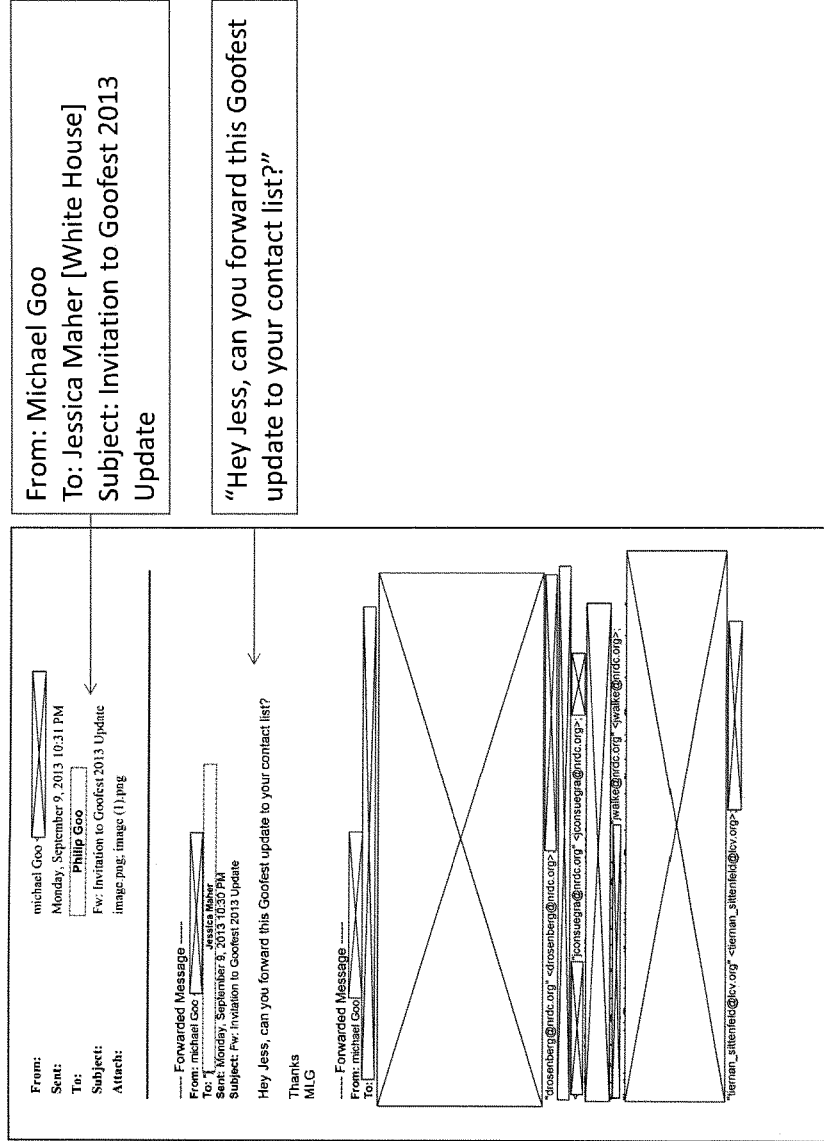 From: michael Goo
Sent: Monday, September 9, 2013 10:31 PM
To: Philip Goo
Subject: Fw: Invitation to Goofest 2013 Update
Attach: image.png; image (1).png
----- Forwarded Message -----
From: michael Goo
To: " Jessica Maher
Sent: Monday, September 9, 2013 10:30 PM
Subject: Fw: Invitation to Goofest 2013 Update
Hey Jess, can you forward this Goofest update to your contact list?
Thanks
MLG
----- Forwarded Message -----
From: michael Goo
To:
"drosenberg@nrdc.org" <drosenberg@nrdc.org>;
"jconsuegra@nrdc.org" <jconsuegra@nrdc.org>;
jwalke@nrdc.org" <jwalke@nrdc.org>;
"tiernan_sittenfeld@lcv.org" <tiernan_sittenfeld@lcv.org>;
From: Michael Goo
To: Jessica Maher [White House]
Subject: Invitation to Goofest 2013
Update
"Hey Jess, can you forward this Goofest
update to your contact list?"